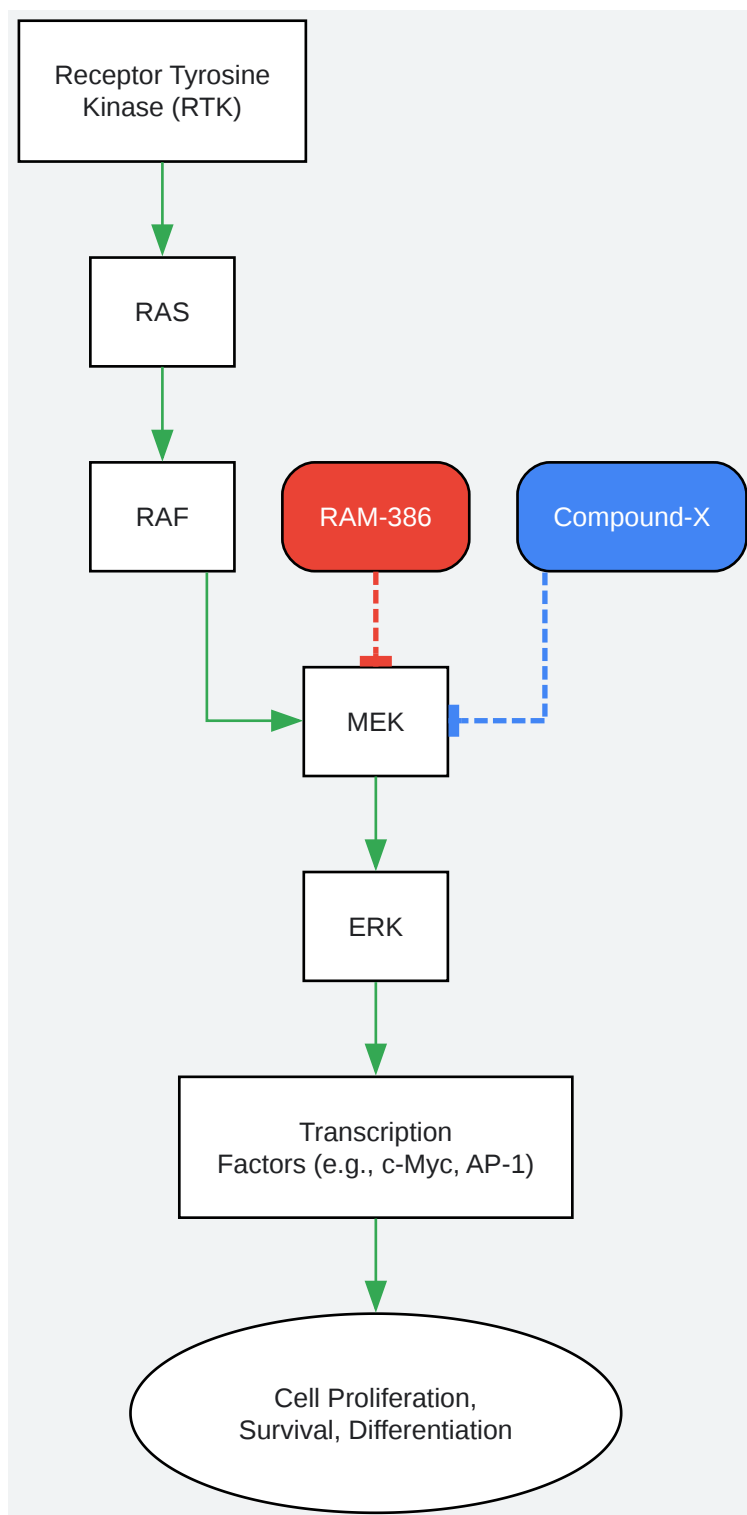 Receptor Tyrosine
Kinase (RTK)
RAS
RAF
RAM-386
Compound-X
MEK
ERK
Transcription
Factors (e.g., c-Myc, AP-1)
Cell Proliferation,
Survival, Differentiation